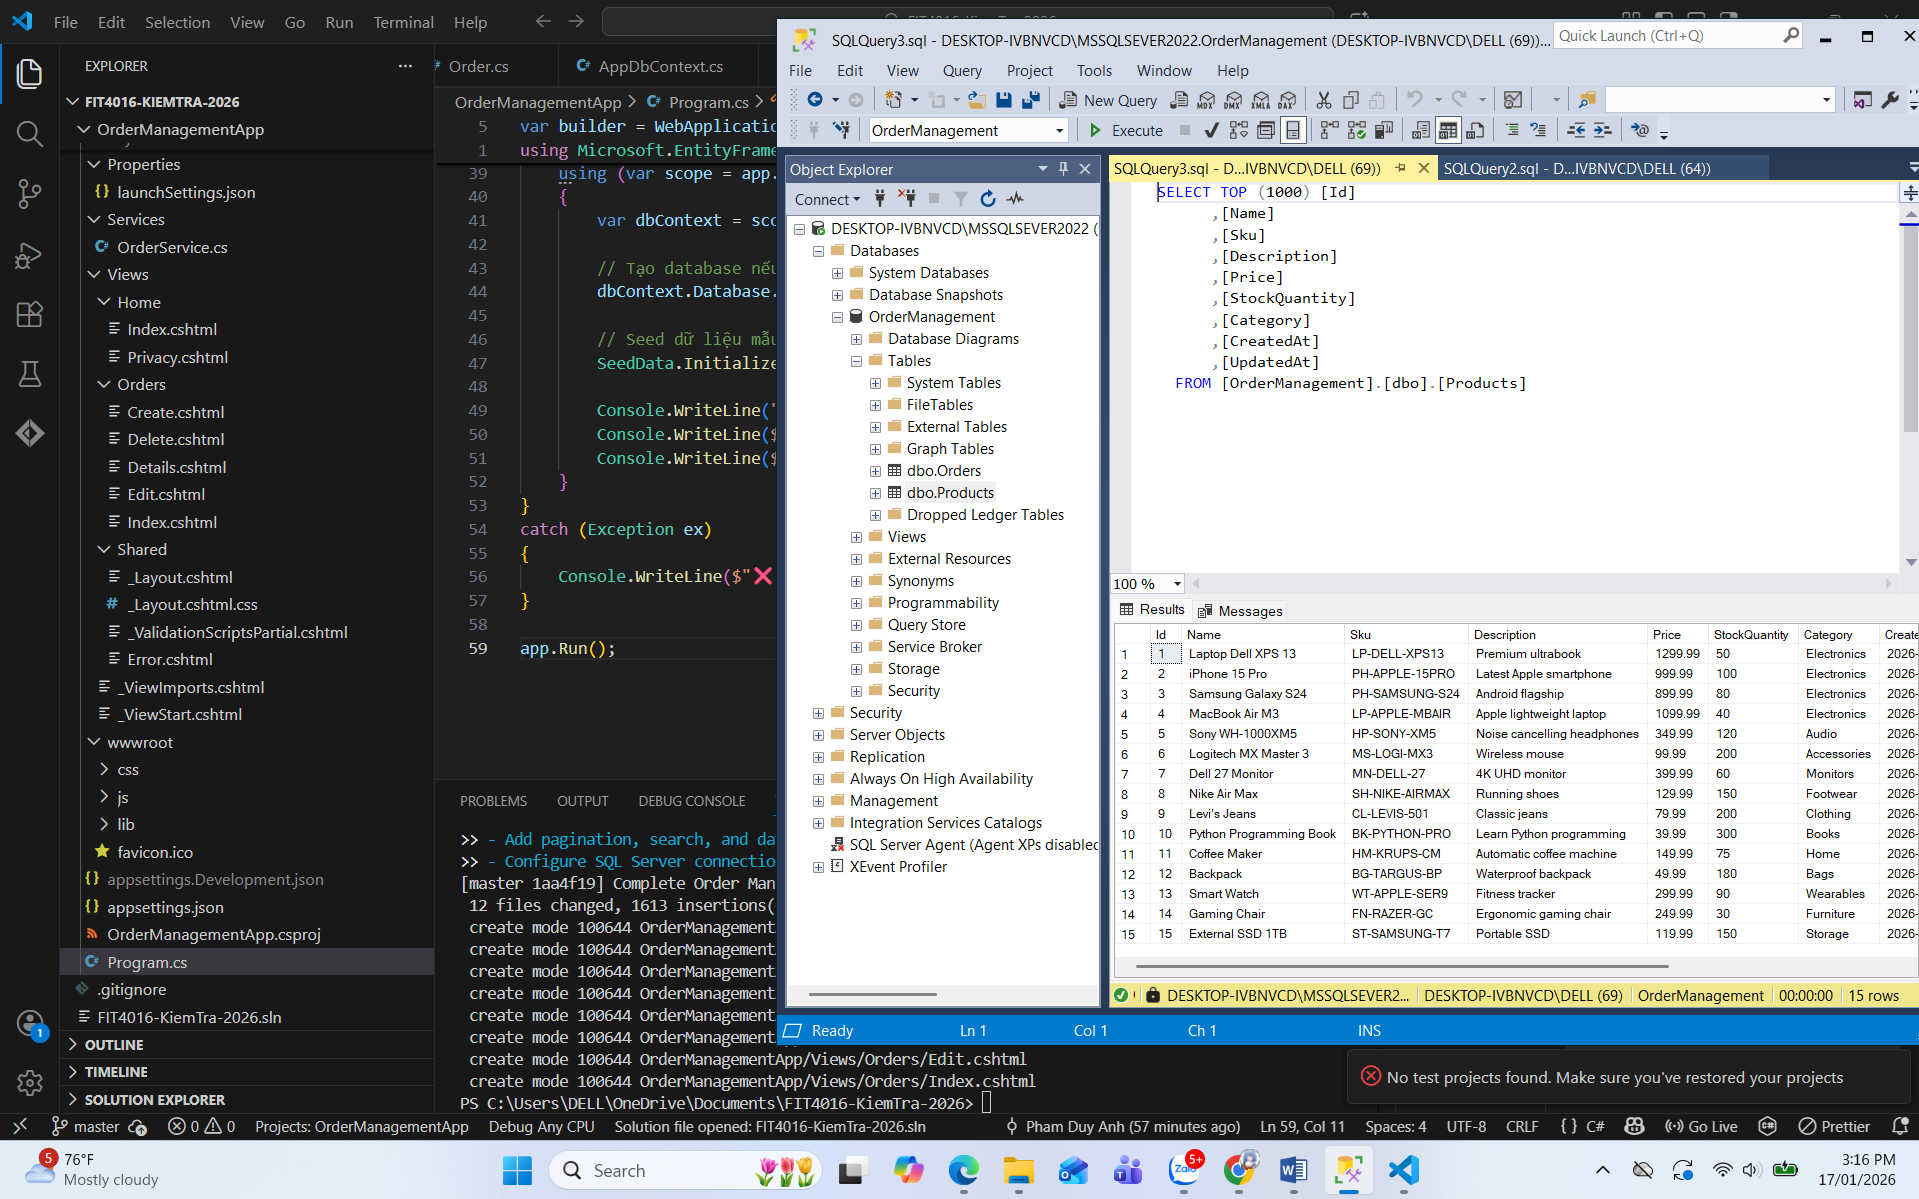 File Edit Selection View Go Run Terminal Help
EXPLORER
FIT4016-KIEMTRA-2026
OrderManagementApp
Properties
launchSettings.json
Services
OrderService.cs
Views
Home
Index.cshtml
Privacy.cshtml
Orders
Create.cshtml
Delete.cshtml
Details.cshtml
Edit.cshtml
Index.cshtml
Shared
_Layout.cshtml
_Layout.cshtml.css
_ValidationScriptsPartial.cshtml
Error.cshtml
_ViewImports.cshtml
_ViewStart.cshtml
wwwroot
css
js
lib
favicon.ico
appsettings.Development.json
appsettings.json
OrderManagementApp.csproj
Program.cs
.gitignore
FIT4016-KiemTra-2026.sln
OUTLINE
TIMELINE
SOLUTION EXPLORER
Order.cs AppDbContext.cs
OrderManagementApp > Program.cs >
5 var builder = WebApplicatio
1 using Microsoft.EntityFrame
39 using (var scope = app.
40 {
41 var dbContext = sco
42
43 // Tạo database nếu
44 dbContext.Database.
45
46 // Seed dữ liệu mẫu
47 SeedData.Initialize
48
49 Console.WriteLine("
50 Console.WriteLine($
51 Console.WriteLine($
52 }
53 }
54 catch (Exception ex)
55 {
56 Console.WriteLine($"❌
57 }
58
59 app.Run();
PROBLEMS OUTPUT DEBUG CONSOLE
>> - Add pagination, search, and da
>> - Configure SQL Server connectio
[master 1aa4f19] Complete Order Man
12 files changed, 1613 insertions(
create mode 100644 OrderManagement
create mode 100644 OrderManagement
create mode 100644 OrderManagement
create mode 100644 OrderManagement
create mode 100644 OrderManagement
create mode 100644 OrderManagement
create mode 100644 OrderManagementApp/Views/Orders/Edit.cshtml
create mode 100644 OrderManagementApp/Views/Orders/Index.cshtml
PS C:\Users\DELL\OneDrive\Documents\FIT4016-KiemTra-2026>
SQLQuery3.sql - DESKTOP-IVBNVCD\MSSQLSEVER2022.OrderManagement (DESKTOP-IVBNVCD\DELL (69))...
Quick Launch (Ctrl+Q)
File Edit View Query Project Tools Window Help
New Query MDX DMX XMLA DAX
OrderManagement Execute
Object Explorer
Connect
DESKTOP-IVBNVCD\MSSQLSEVER2022 (
Databases
System Databases
Database Snapshots
OrderManagement
Database Diagrams
Tables
System Tables
FileTables
External Tables
Graph Tables
dbo.Orders
dbo.Products
Dropped Ledger Tables
Views
External Resources
Synonyms
Programmability
Query Store
Service Broker
Storage
Security
Security
Server Objects
Replication
Always On High Availability
Management
Integration Services Catalogs
SQL Server Agent (Agent XPs disabled
XEvent Profiler
SQLQuery3.sql - D...IVBNVCD\DELL (69)) SQLQuery2.sql - D...IVBNVCD\DELL (64))
SELECT TOP (1000) [Id]
,[Name]
,[Sku]
,[Description]
,[Price]
,[StockQuantity]
,[Category]
,[CreatedAt]
,[UpdatedAt]
FROM [OrderManagement].[dbo].[Products]
100 %
Results Messages
Id Name Sku Description Price StockQuantity Category Create
1 1 Laptop Dell XPS 13 LP-DELL-XPS13 Premium ultrabook 1299.99 50 Electronics 2026-
2 2 iPhone 15 Pro PH-APPLE-15PRO Latest Apple smartphone 999.99 100 Electronics 2026-
3 3 Samsung Galaxy S24 PH-SAMSUNG-S24 Android flagship 899.99 80 Electronics 2026-
4 4 MacBook Air M3 LP-APPLE-MBAIR Apple lightweight laptop 1099.99 40 Electronics 2026-
5 5 Sony WH-1000XM5 HP-SONY-XM5 Noise cancelling headphones 349.99 120 Audio 2026-
6 6 Logitech MX Master 3 MS-LOGI-MX3 Wireless mouse 99.99 200 Accessories 2026-
7 7 Dell 27 Monitor MN-DELL-27 4K UHD monitor 399.99 60 Monitors 2026-
8 8 Nike Air Max SH-NIKE-AIRMAX Running shoes 129.99 150 Footwear 2026-
9 9 Levi's Jeans CL-LEVIS-501 Classic jeans 79.99 200 Clothing 2026-
10 10 Python Programming Book BK-PYTHON-PRO Learn Python programming 39.99 300 Books 2026-
11 11 Coffee Maker HM-KRUPS-CM Automatic coffee machine 149.99 75 Home 2026-
12 12 Backpack BG-TARGUS-BP Waterproof backpack 49.99 180 Bags 2026-
13 13 Smart Watch WT-APPLE-SER9 Fitness tracker 299.99 90 Wearables 2026-
14 14 Gaming Chair FN-RAZER-GC Ergonomic gaming chair 249.99 30 Furniture 2026-
15 15 External SSD 1TB ST-SAMSUNG-T7 Portable SSD 119.99 150 Storage 2026-
DESKTOP-IVBNVCD\MSSQLSEVER2... DESKTOP-IVBNVCD\DELL (69) OrderManagement 00:00:00 15 rows
Ready Ln 1 Col 1 Ch 1 INS
No test projects found. Make sure you've restored your projects
1
master 0 0 Projects: OrderManagementApp Debug Any CPU Solution file opened: FIT4016-KiemTra-2026.sln Pham Duy Anh (57 minutes ago) Ln 59, Col 11 Spaces: 4 UTF-8 CRLF { } C# Go Live Prettier
5 76°F
Mostly cloudy
Search
Zalo 5+
3:16 PM
17/01/2026